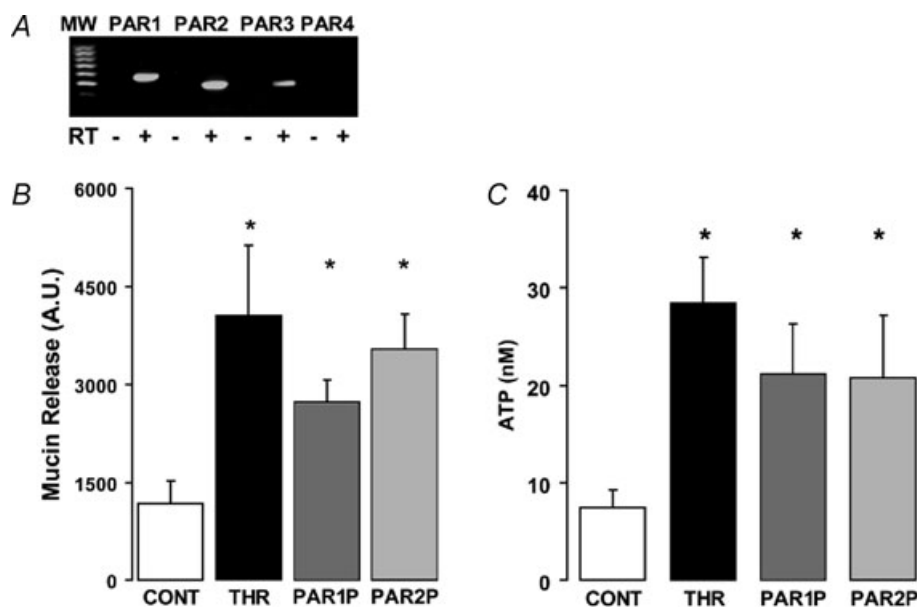 A
MW PAR1 PAR2 PAR3 PAR4
RT - + - + - + - +
B
Mucin Release (A.U.)
6000
4500
3000
1500
0
* * *
CONT THR PAR1P PAR2P
C
ATP (nM)
40
30
20
10
0
* * *
CONT THR PAR1P PAR2P